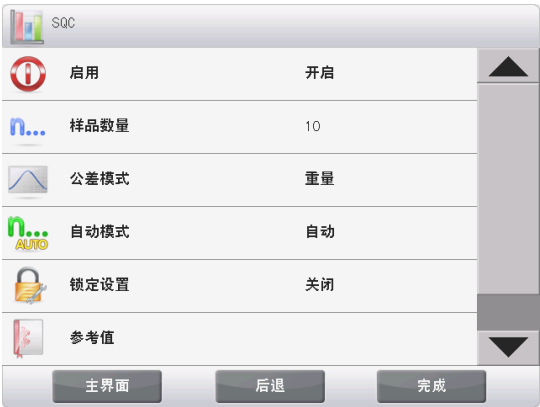 SQC
启用 开启
n... 样品数量 10
公差模式 重量
n... AUTO 自动模式 自动
锁定设置 关闭
参考值
主界面 后退 完成